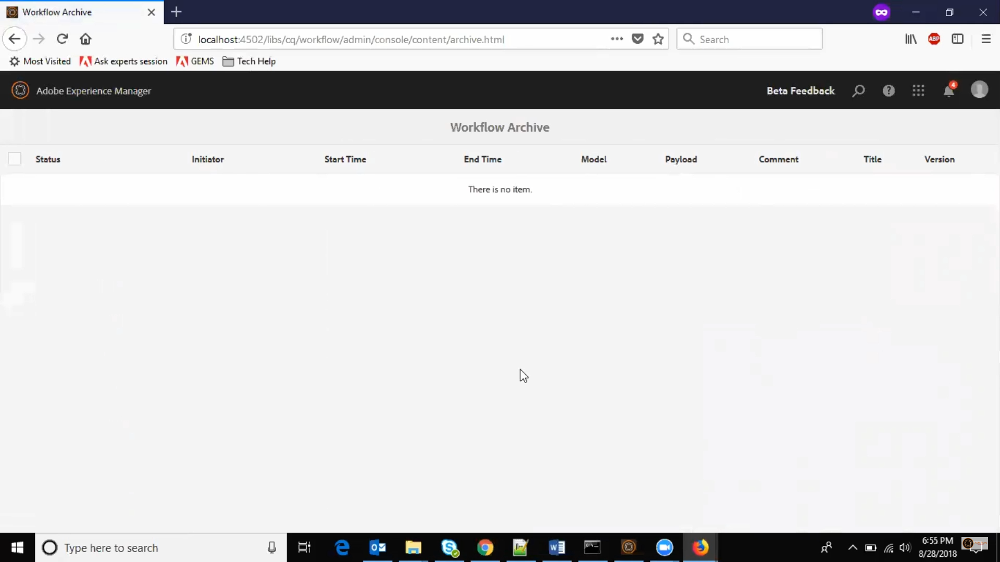 Workflow Archive
localhost:4502/libs/cq/workflow/admin/console/content/archive.html
Search
ABP
Most Visited
Ask experts session
GEMS
Tech Help
Adobe Experience Manager
Beta Feedback
4
Workflow Archive
Status Initiator Start Time End Time Model Payload Comment Title Version
There is no item.
Type here to search
6:55 PM
8/28/2018